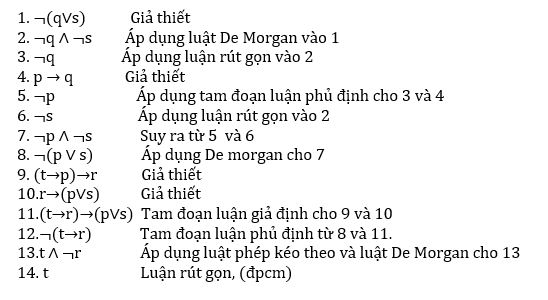 1. ¬(q∨s) Giả thiết
2. ¬q ∧ ¬s Áp dụng luật De Morgan vào 1
3. ¬q Áp dụng luận rút gọn vào 2
4. p → q Giả thiết
5. ¬p Áp dụng tam đoạn luận phủ định cho 3 và 4
6. ¬s Áp dụng luận rút gọn vào 2
7. ¬p ∧ ¬s Suy ra từ 5 và 6
8. ¬(p ∨ s) Áp dụng De morgan cho 7
9. (t→p)→r Giả thiết
10.r→(p∨s) Giả thiết
11.(t→r)→(p∨s) Tam đoạn luận giả định cho 9 và 10
12.¬(t→r) Tam đoạn luận phủ định từ 8 và 11.
13.t ∧ ¬r Áp dụng luật phép kéo theo và luật De Morgan cho 13
14. t Luận rút gọn, (đpcm)